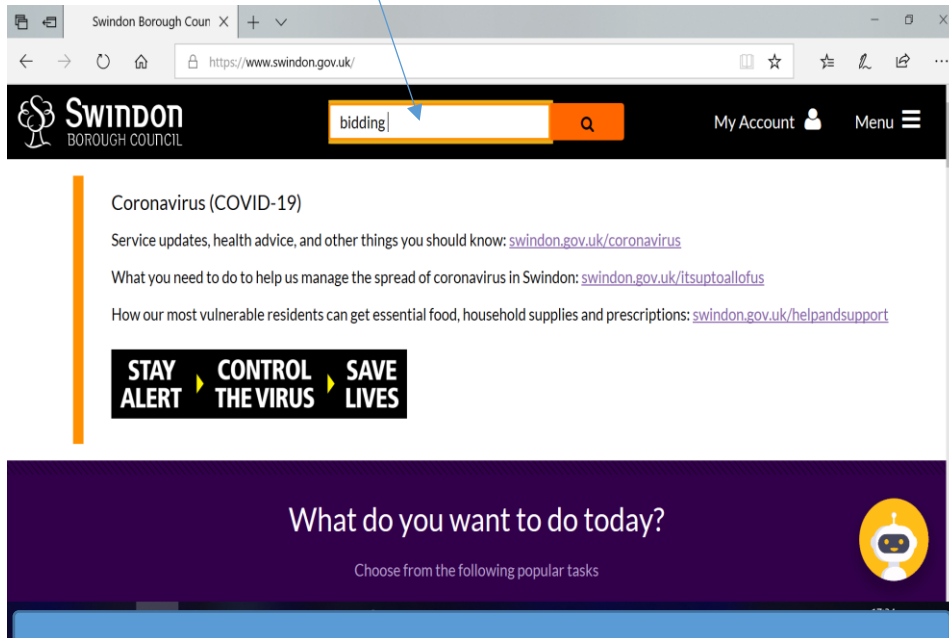 Swindon Borough Coun
https://www.swindon.gov.uk/
SWINDON
BOROUGH COUNCIL
bidding
My Account
Menu
Coronavirus (COVID-19)
Service updates, health advice, and other things you should know: swindon.gov.uk/coronavirus
What you need to do to help us manage the spread of coronavirus in Swindon: swindon.gov.uk/itsuptoallofus
How our most vulnerable residents can get essential food, household supplies and prescriptions: swindon.gov.uk/helpandsupport
STAY CONTROL SAVE
ALERT THE VIRUS LIVES
What do you want to do today?
Choose from the following popular tasks